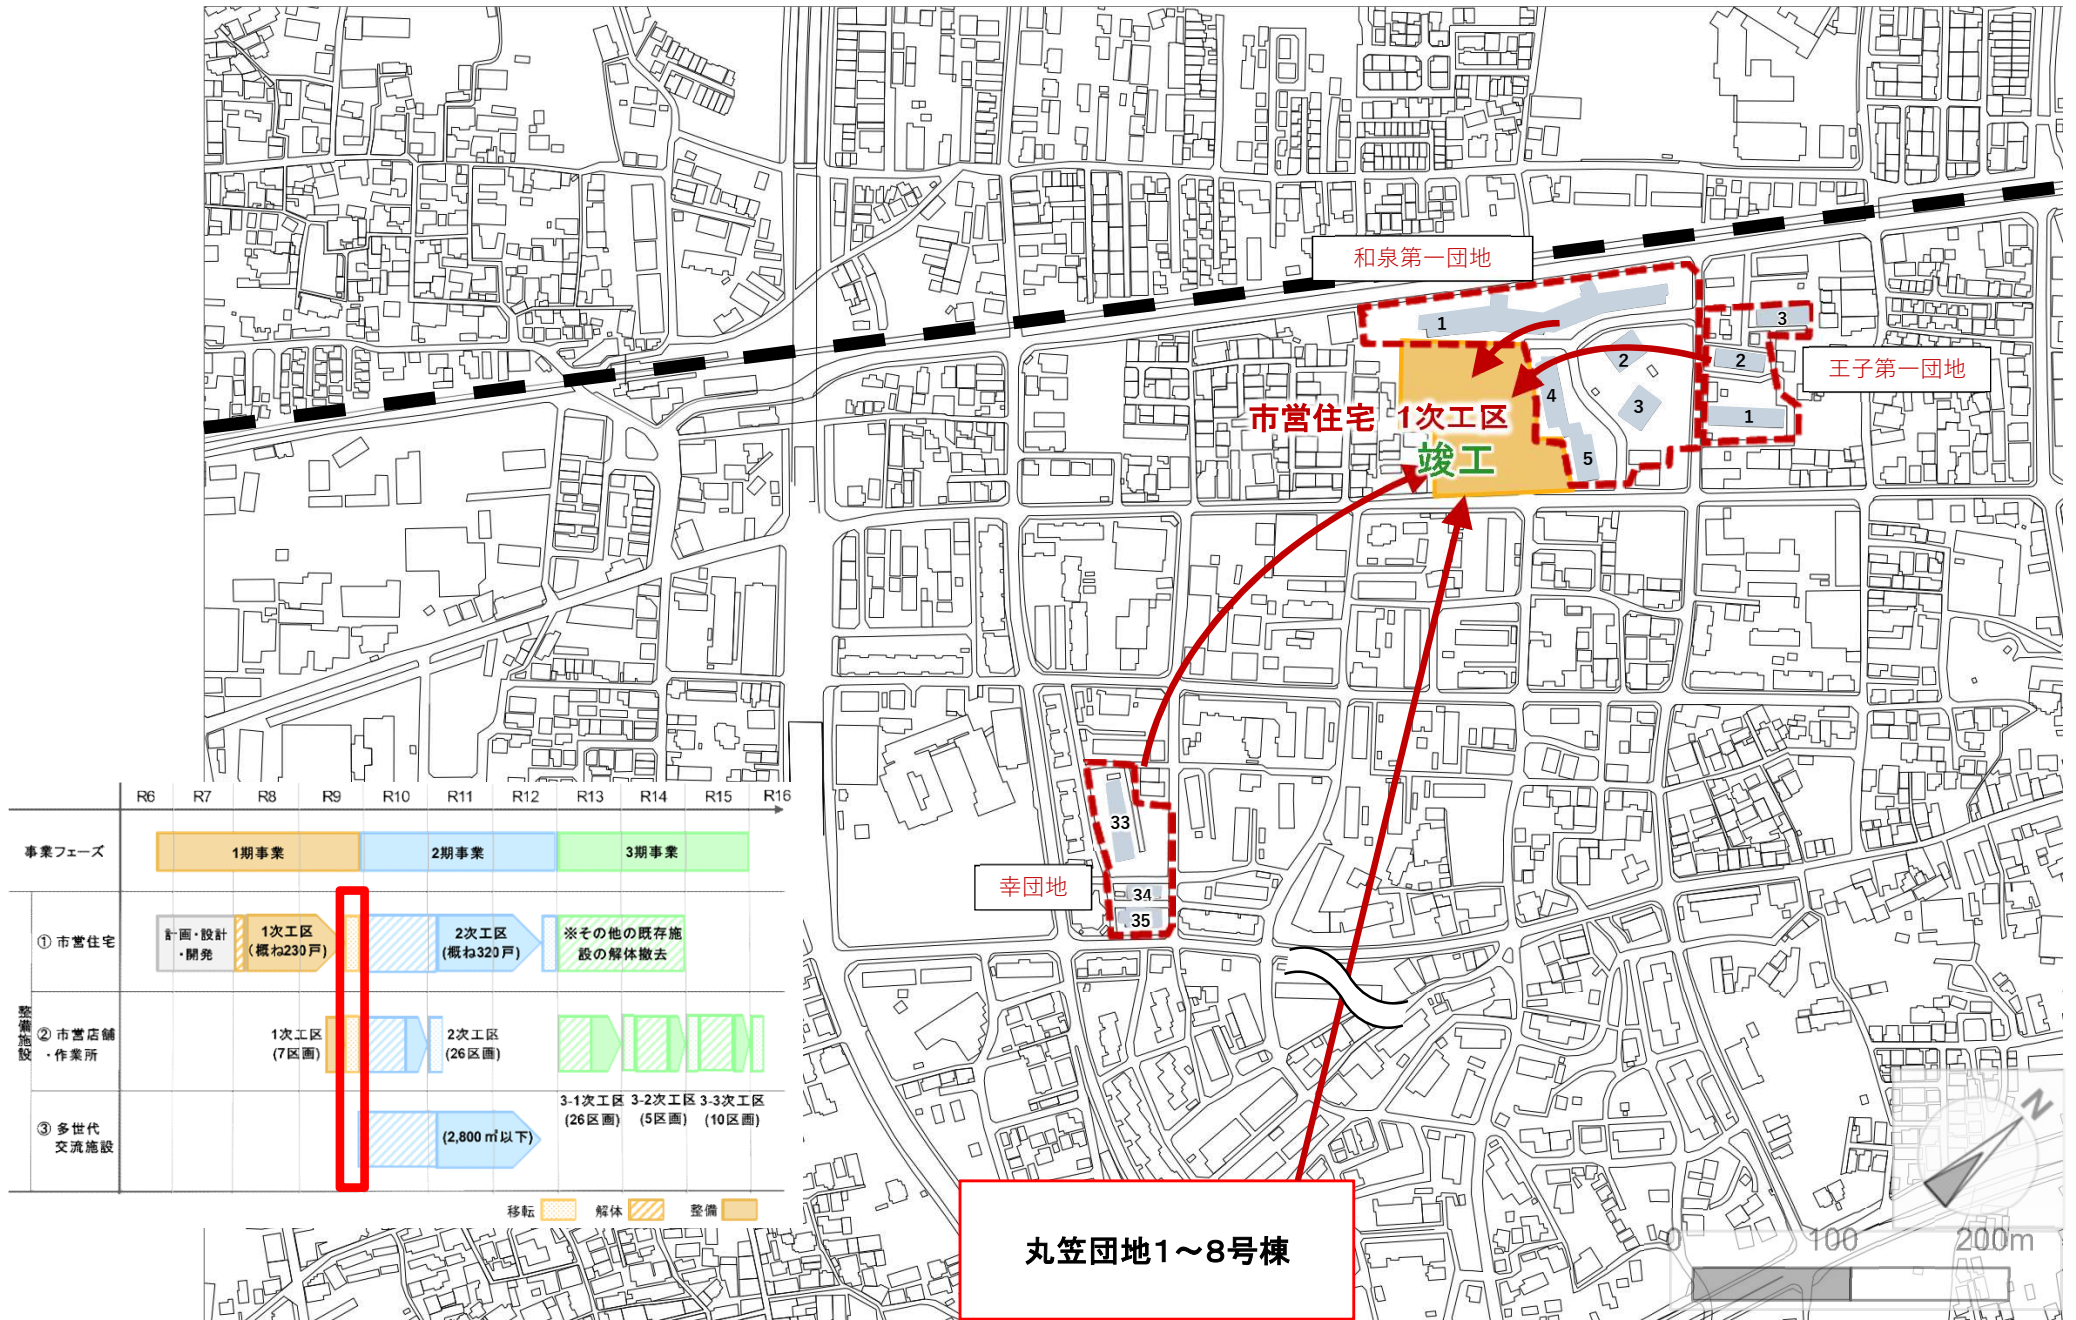 和泉第一団地
1
2
3
4
5
3
2
1
王子第一団地
市営住宅 1次工区
竣工
33
34
35
幸団地
R6 R7 R8 R9 R10 R11 R12 R13 R14 R15 R16
事業フェーズ
1期事業
2期事業
3期事業
整備施設
① 市営住宅
計画・設計
・開発
1次工区
(概ね230戸)
2次工区
(概ね320戸)
※その他の既存施
設の解体撤去
② 市営店舗
・作業所
1次工区
(7区画)
2次工区
(26区画)
3-1次工区
(26区画)
3-2次工区
(5区画)
3-3次工区
(10区画)
③ 多世代
交流施設
(2,800㎡以下)
移転
解体
整備
丸笠団地１～８号棟
N
0 100 200m